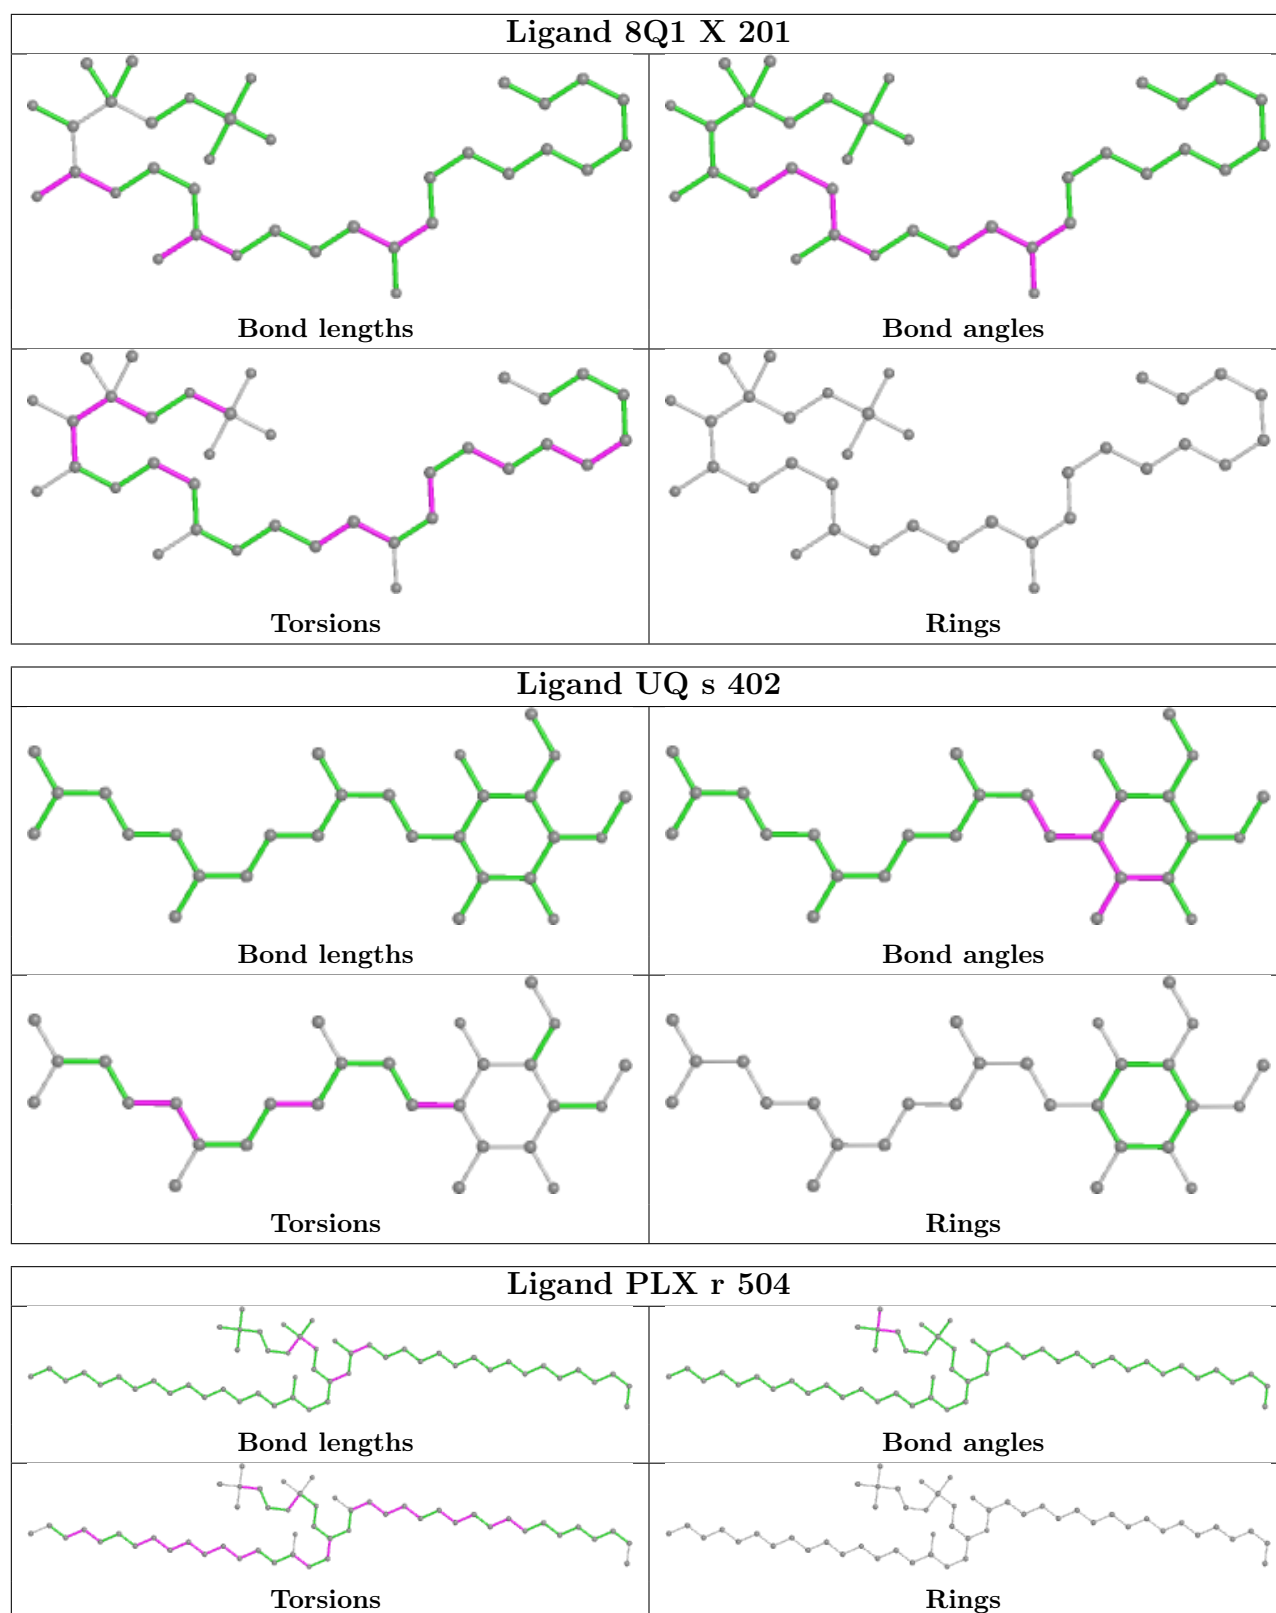 Ligand 8Q1 X 201
Bond lengths
Bond angles
Torsions
Rings
Ligand UQ s 402
Bond lengths
Bond angles
Torsions
Rings
Ligand PLX r 504
Bond lengths
Bond angles
Torsions
Rings